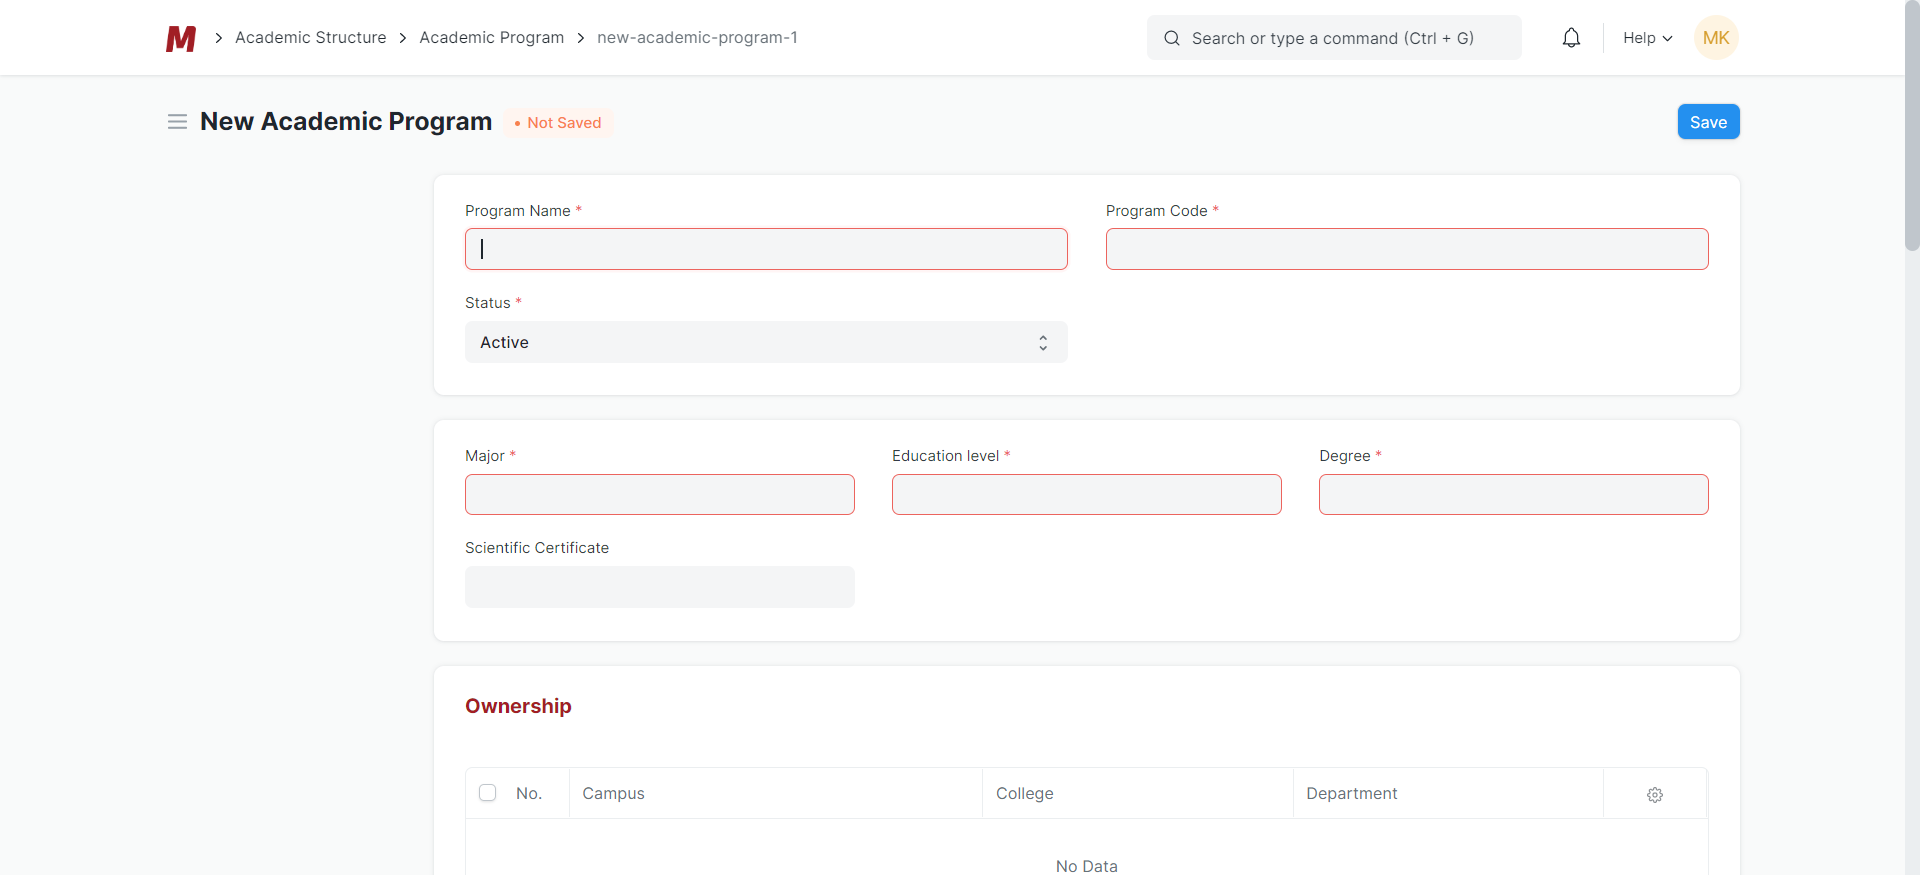 M > Academic Structure > Academic Program > new-academic-program-1 Search or type a command (Ctrl + G) Help MK
New Academic Program • Not Saved Save
Program Name * Program Code *
Status *
Active
Major * Education level * Degree *
Scientific Certificate
Ownership
No. Campus College Department
No Data